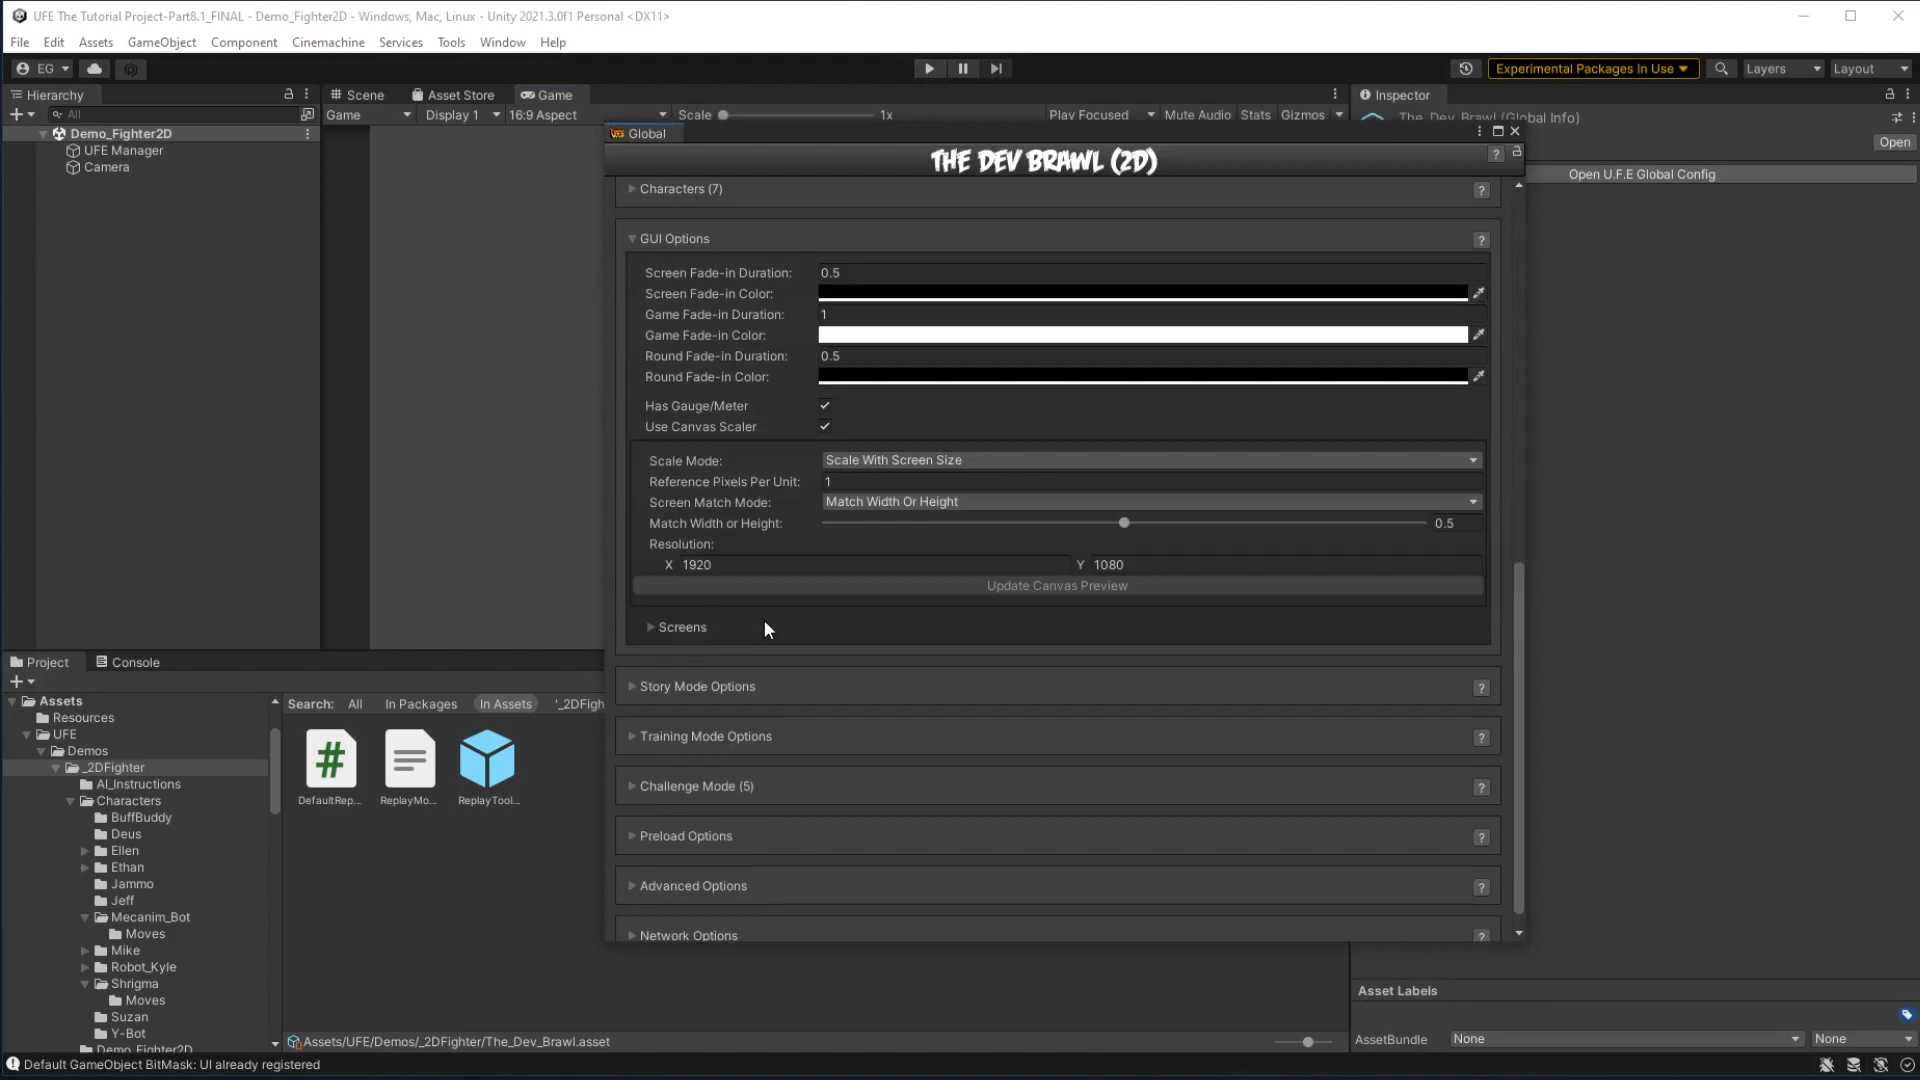 UFE The Tutorial Project-Part8.1_FINAL - Demo_Fighter2D - Windows, Mac, Linux - Unity 2021.3.0f1 Personal <DX11>
File Edit Assets GameObject Component Cinemachine Services Tools Window Help
EG
Experimental Packages In Use
Layers
Layout
Hierarchy
Scene
Asset Store
Game
Inspector
All
Game
Display 1
16:9 Aspect
Scale
1x
Play Focused
Mute Audio
Stats
Gizmos
The_Dev_Brawl (Global Info)
Open
Open U.F.E Global Config
Demo_Fighter2D
UFE Manager
Camera
Global
THE DEV BRAWL (2D)
?
Characters (7)
?
GUI Options
?
Screen Fade-in Duration: 0.5
Screen Fade-in Color:
Game Fade-in Duration: 1
Game Fade-in Color:
Round Fade-in Duration: 0.5
Round Fade-in Color:
Has Gauge/Meter
Use Canvas Scaler
Scale Mode: Scale With Screen Size
Reference Pixels Per Unit: 1
Screen Match Mode: Match Width Or Height
Match Width or Height: 0.5
Resolution:
X 1920 Y 1080
Update Canvas Preview
Screens
Story Mode Options
?
Training Mode Options
?
Challenge Mode (5)
?
Preload Options
?
Advanced Options
?
Network Options
?
Project
Console
Assets
Resources
UFE
Demos
_2DFighter
AI_Instructions
Characters
BuffBuddy
Deus
Ellen
Ethan
Jammo
Jeff
Mecanim_Bot
Moves
Mike
Robot_Kyle
Shrigma
Moves
Suzan
Y-Bot
Demo_Fighter2D
Search: All In Packages In Assets '_2DFigh
DefaultRep...
ReplayMo...
ReplayTool...
Assets/UFE/Demos/_2DFighter/The_Dev_Brawl.asset
Asset Labels
AssetBundle None None
Default GameObject BitMask: UI already registered